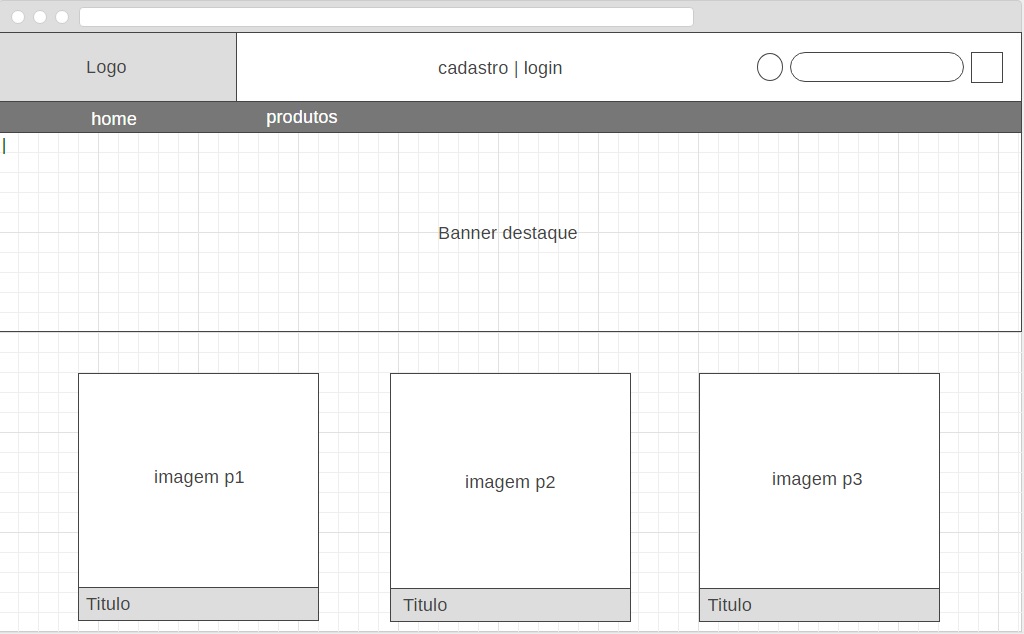 Logo
cadastro | login
home
produtos
Banner destaque
imagem p1
imagem p2
imagem p3
Titulo
Titulo
Titulo